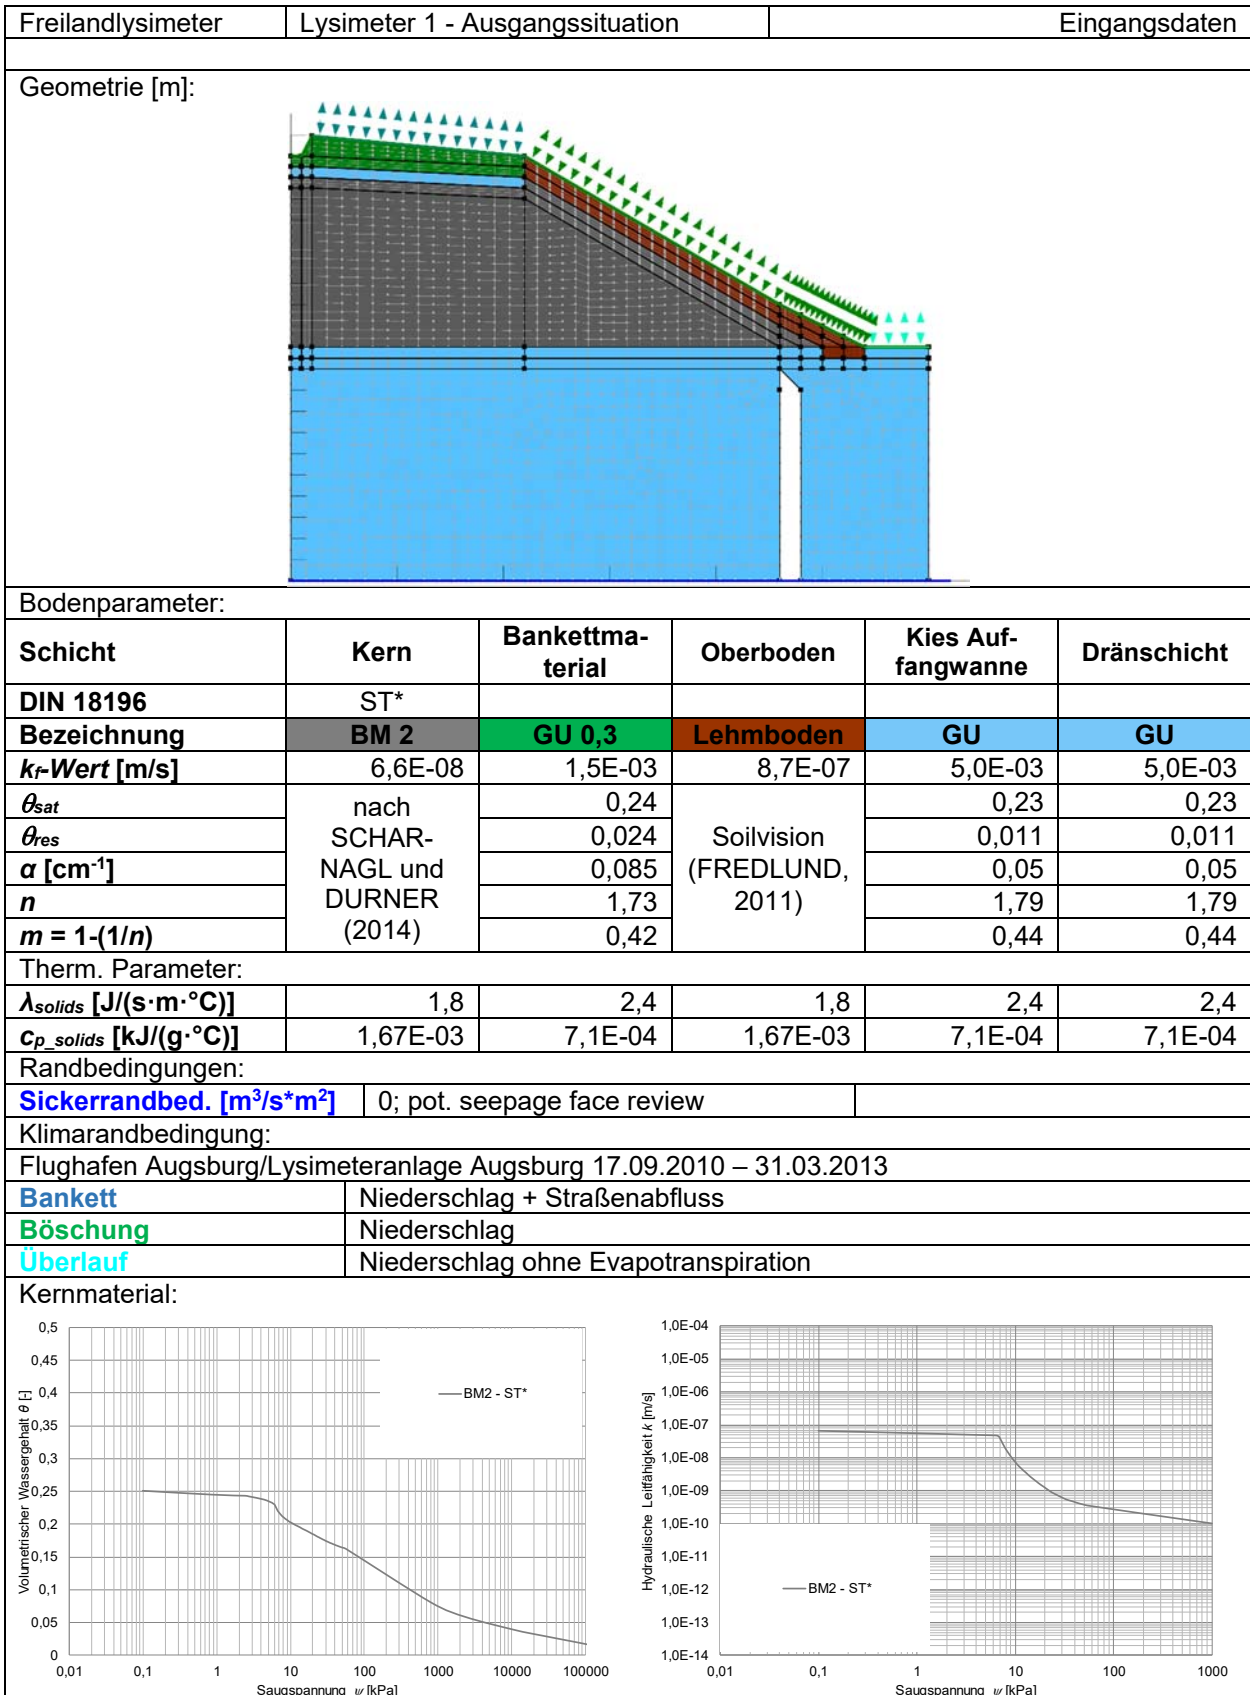 Freilandlysimeter Lysimeter 1 - Ausgangssituation Eingangsdaten
Geometrie [m]:
Bodenparameter:
Schicht Kern Bankettma-terial Oberboden Kies Auf-fangwanne Dränschicht
DIN 18196 ST*
Bezeichnung BM 2 GU 0,3 Lehmboden GU GU
kf-Wert [m/s] 6,6E-08 1,5E-03 8,7E-07 5,0E-03 5,0E-03
θsat nach SCHAR-NAGL und DURNER (2014) 0,24 Soilvision (FREDLUND, 2011) 0,23 0,23
θres 0,024 0,011 0,011
α [cm-1] 0,085 0,05 0,05
n 1,73 1,79 1,79
m = 1-(1/n) 0,42 0,44 0,44
Therm. Parameter:
λsolids [J/(s·m·°C)] 1,8 2,4 1,8 2,4 2,4
cp_solids [kJ/(g·°C)] 1,67E-03 7,1E-04 1,67E-03 7,1E-04 7,1E-04
Randbedingungen:
Sickerrandbed. [m3/s*m2] 0; pot. seepage face review
Klimarandbedingung:
Flughafen Augsburg/Lysimeteranlage Augsburg 17.09.2010 – 31.03.2013
Bankett Niederschlag + Straßenabfluss
Böschung Niederschlag
Überlauf Niederschlag ohne Evapotranspiration
Kernmaterial:
Volumetrischer Wassergehalt θ [-]
0,5
0,45
0,4
0,35
0,3
0,25
0,2
0,15
0,1
0,05
0
BM2 - ST*
0,01 0,1 1 10 100 1000 10000 100000
Saugspannung ψ [kPa]
Hydraulische Leitfähigkeit k [m/s]
1,0E-04
1,0E-05
1,0E-06
1,0E-07
1,0E-08
1,0E-09
1,0E-10
1,0E-11
1,0E-12
1,0E-13
1,0E-14
BM2 - ST*
0,01 0,1 1 10 100 1000
Saugspannung ψ [kPa]